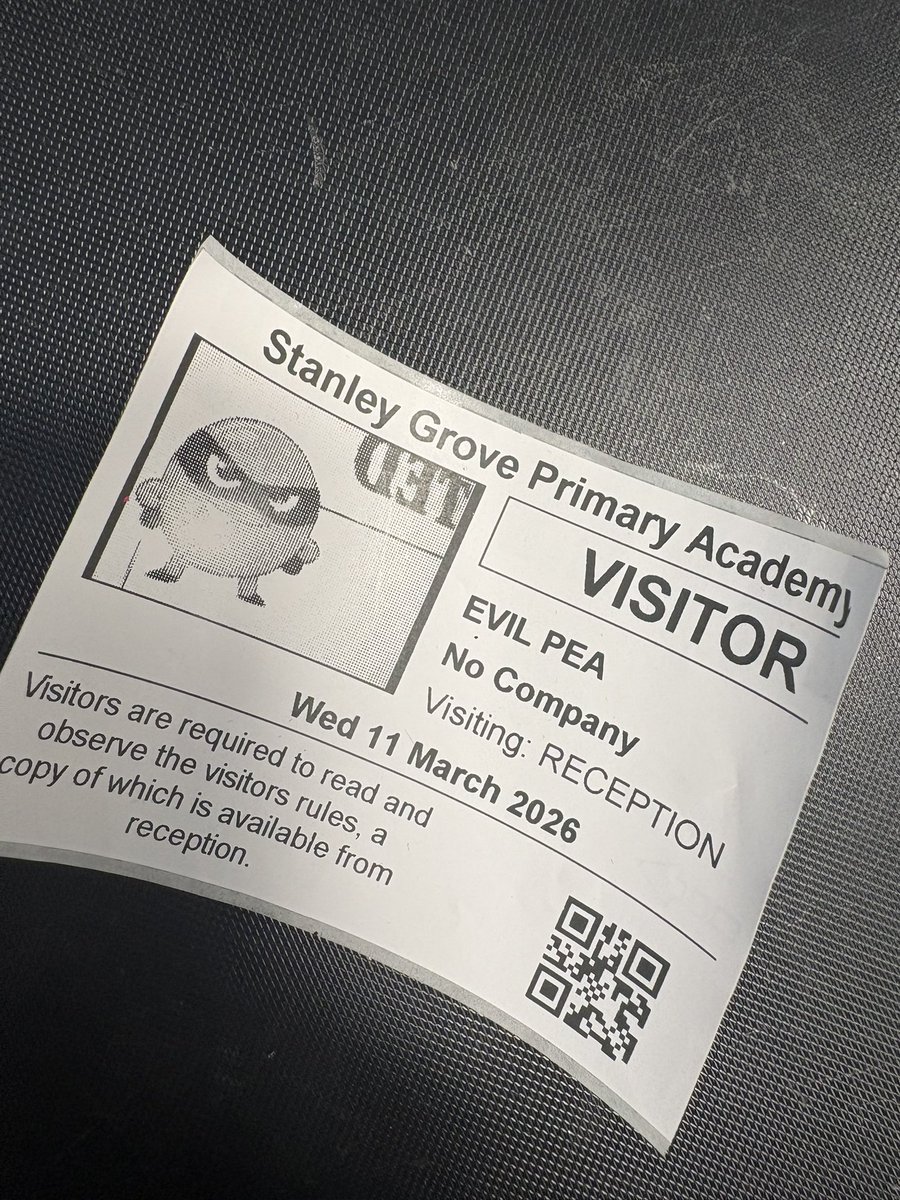 Stanley Grove Primary Academy
TED
VISITOR
EVIL PEA
No Company
Visiting: RECEPTION
Wed 11 March 2026
Visitors are required to read and
observe the visitors rules, a
copy of which is available from
reception.